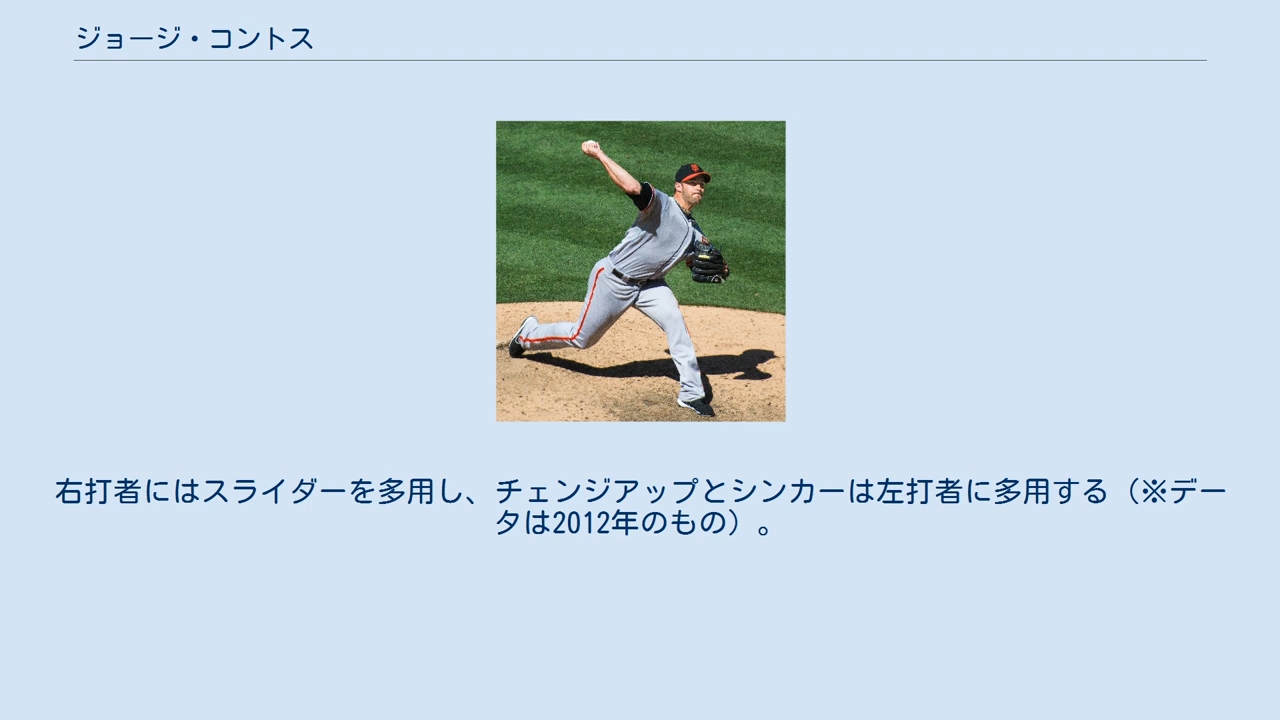 ジョージ・コントス
右打者にはスライダーを多用し、チェンジアップとシンカーは左打者に多用する（※デー
タは2012年のもの）。